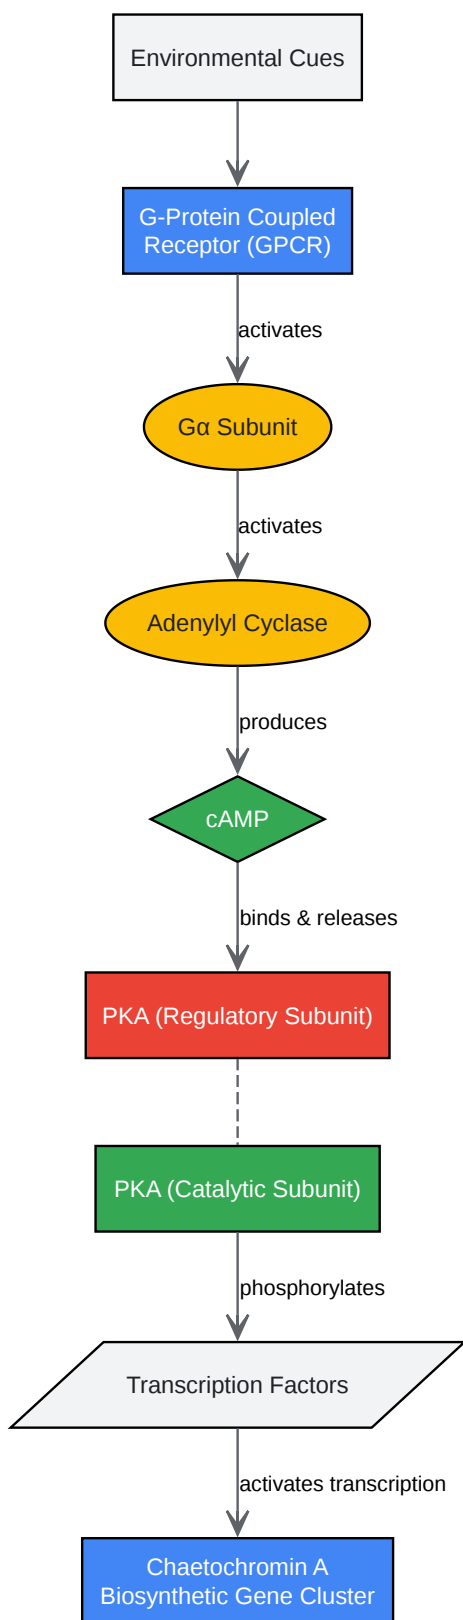 Environmental Cues
G-Protein Coupled
Receptor (GPCR)
activates
Gα Subunit
activates
Adenylyl Cyclase
produces
cAMP
binds & releases
PKA (Regulatory Subunit)
PKA (Catalytic Subunit)
phosphorylates
Transcription Factors
activates transcription
Chaetochromin A
Biosynthetic Gene Cluster